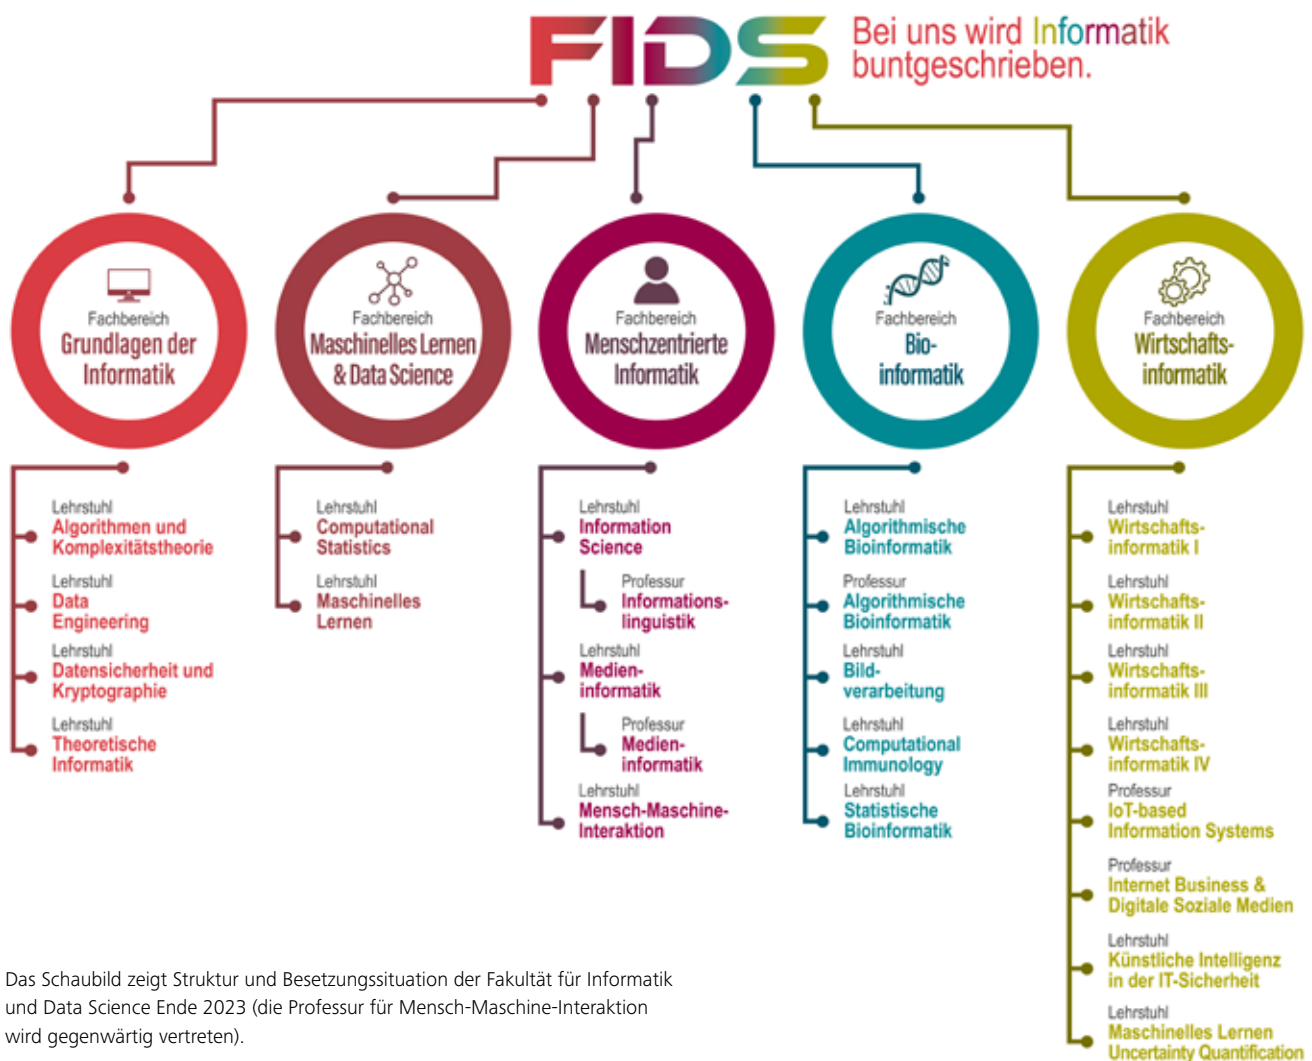 FIDS
Bei uns wird Informatik
buntgeschrieben.
Fachbereich
Grundlagen der
Informatik
Fachbereich
Maschinelles Lernen
& Data Science
Fachbereich
Menschzentrierte
Informatik
Fachbereich
Bio-
informatik
Fachbereich
Wirtschafts-
informatik
Lehrstuhl
Algorithmen und
Komplexitätstheorie
Lehrstuhl
Data
Engineering
Lehrstuhl
Datensicherheit und
Kryptographie
Lehrstuhl
Theoretische
Informatik
Lehrstuhl
Computational
Statistics
Lehrstuhl
Maschinelles
Lernen
Lehrstuhl
Information
Science
Professur
Informations-
linguistik
Lehrstuhl
Medien-
informatik
Professur
Medien-
informatik
Lehrstuhl
Mensch-Maschine-
Interaktion
Lehrstuhl
Algorithmische
Bioinformatik
Professur
Algorithmische
Bioinformatik
Lehrstuhl
Bild-
verarbeitung
Lehrstuhl
Computational
Immunology
Lehrstuhl
Statistische
Bioinformatik
Lehrstuhl
Wirtschafts-
informatik I
Lehrstuhl
Wirtschafts-
informatik II
Lehrstuhl
Wirtschafts-
informatik III
Lehrstuhl
Wirtschafts-
informatik IV
Professur
IoT-based
Information Systems
Professur
Internet Business &
Digitale Soziale Medien
Lehrstuhl
Künstliche Intelligenz
in der IT-Sicherheit
Lehrstuhl
Maschinelles Lernen
Uncertainty Quantification
Das Schaubild zeigt Struktur und Besetzungssituation der Fakultät für Informatik
und Data Science Ende 2023 (die Professur für Mensch-Maschine-Interaktion
wird gegenwärtig vertreten).